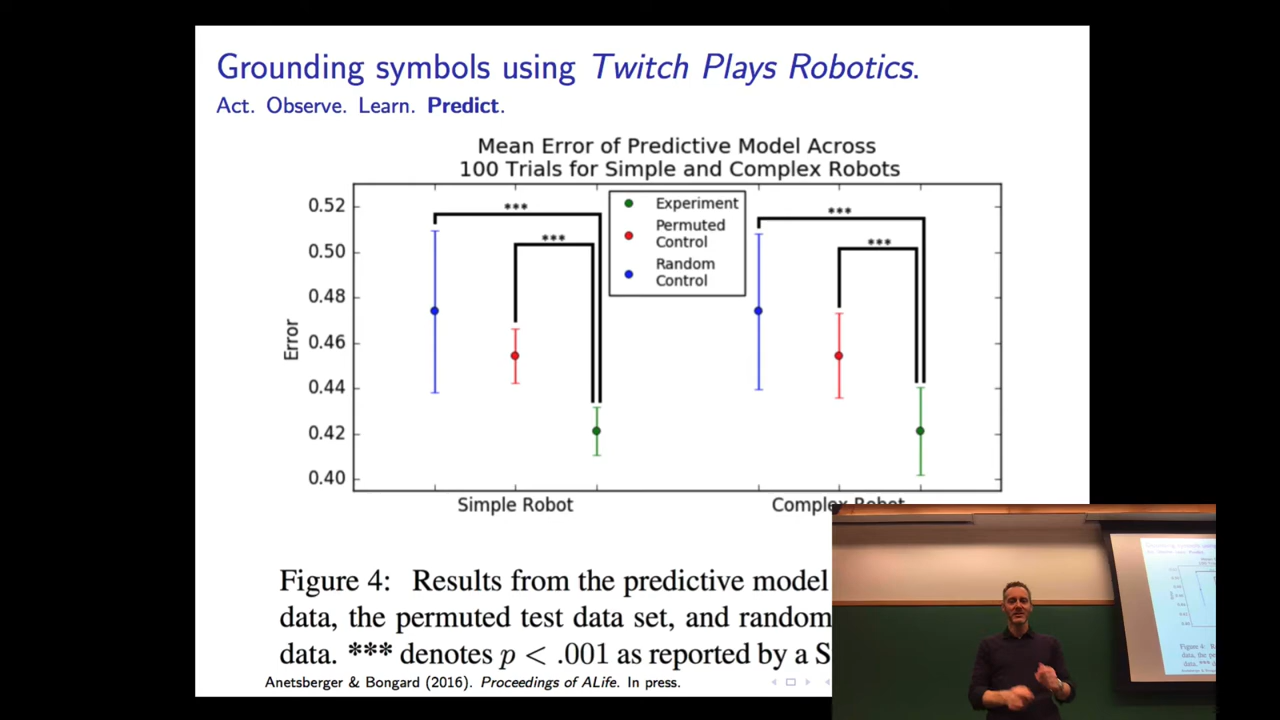 Grounding symbols using Twitch Plays Robotics.
Act. Observe. Learn. Predict.
Mean Error of Predictive Model Across
100 Trials for Simple and Complex Robots
0.52
0.50
0.48
0.46
0.44
0.42
0.40
Error
***
***
Experiment
Permuted
Control
Random
Control
***
***
Simple Robot
Complex Robot
Figure 4: Results from the predictive model
data, the permuted test data set, and random
data. *** denotes p < .001 as reported by a S
Anetsberger & Bongard (2016). Proceedings of ALife. In press.